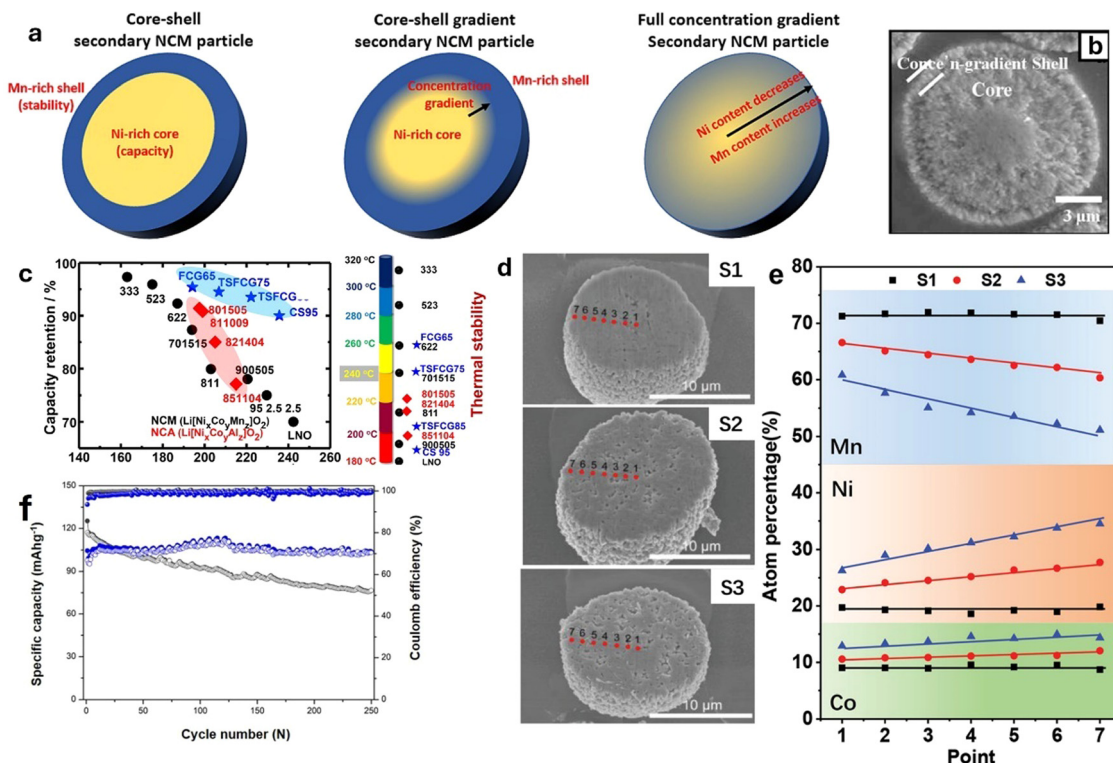 a
Core-shell
secondary NCM particle
Mn-rich shell
(stability)
Ni-rich core
(capacity)
Core-shell gradient
secondary NCM particle
Concentration
gradient
Mn-rich shell
Ni-rich core
Full concentration gradient
Secondary NCM particle
Ni content decreases
Mn content increases
b
Conce'n-gradient Shell
Core
3 μm
c
Capacity retention / %
100
95
90
85
80
75
70
333
523
622
701515
811
900505
95 2.5 2.5
LNO
FCG65
TSFCG75
TSFCG
CS95
801505
811009
821404
851104
NCM (Li[NixCoyMnz]O2)
NCA (Li[NixCoyAlz]O2)
160 180 200 220 240 260
320 °C
300 °C
280 °C
260 °C
240 °C
220 °C
200 °C
180 °C
333
523
FCG65
622
TSFCG75
701515
801505
821404
811
TSFCG85
851104
900505
CS 95
LNO
Thermal stability
d
S1
7 6 5 4 3 2 1
10 μm
S2
7 6 5 4 3 2 1
10 μm
S3
7 6 5 4 3 2 1
10 μm
e
S1 S2 S3
Atom percentage(%)
80
70
60
50
40
30
20
10
0
Mn
Ni
Co
1 2 3 4 5 6 7
Point
f
Specific capacity (mAhg-1)
150
120
90
60
30
0
100
80
60
40
20
0
Coulomb efficiency (%)
0 50 100 150 200 250
Cycle number (N)